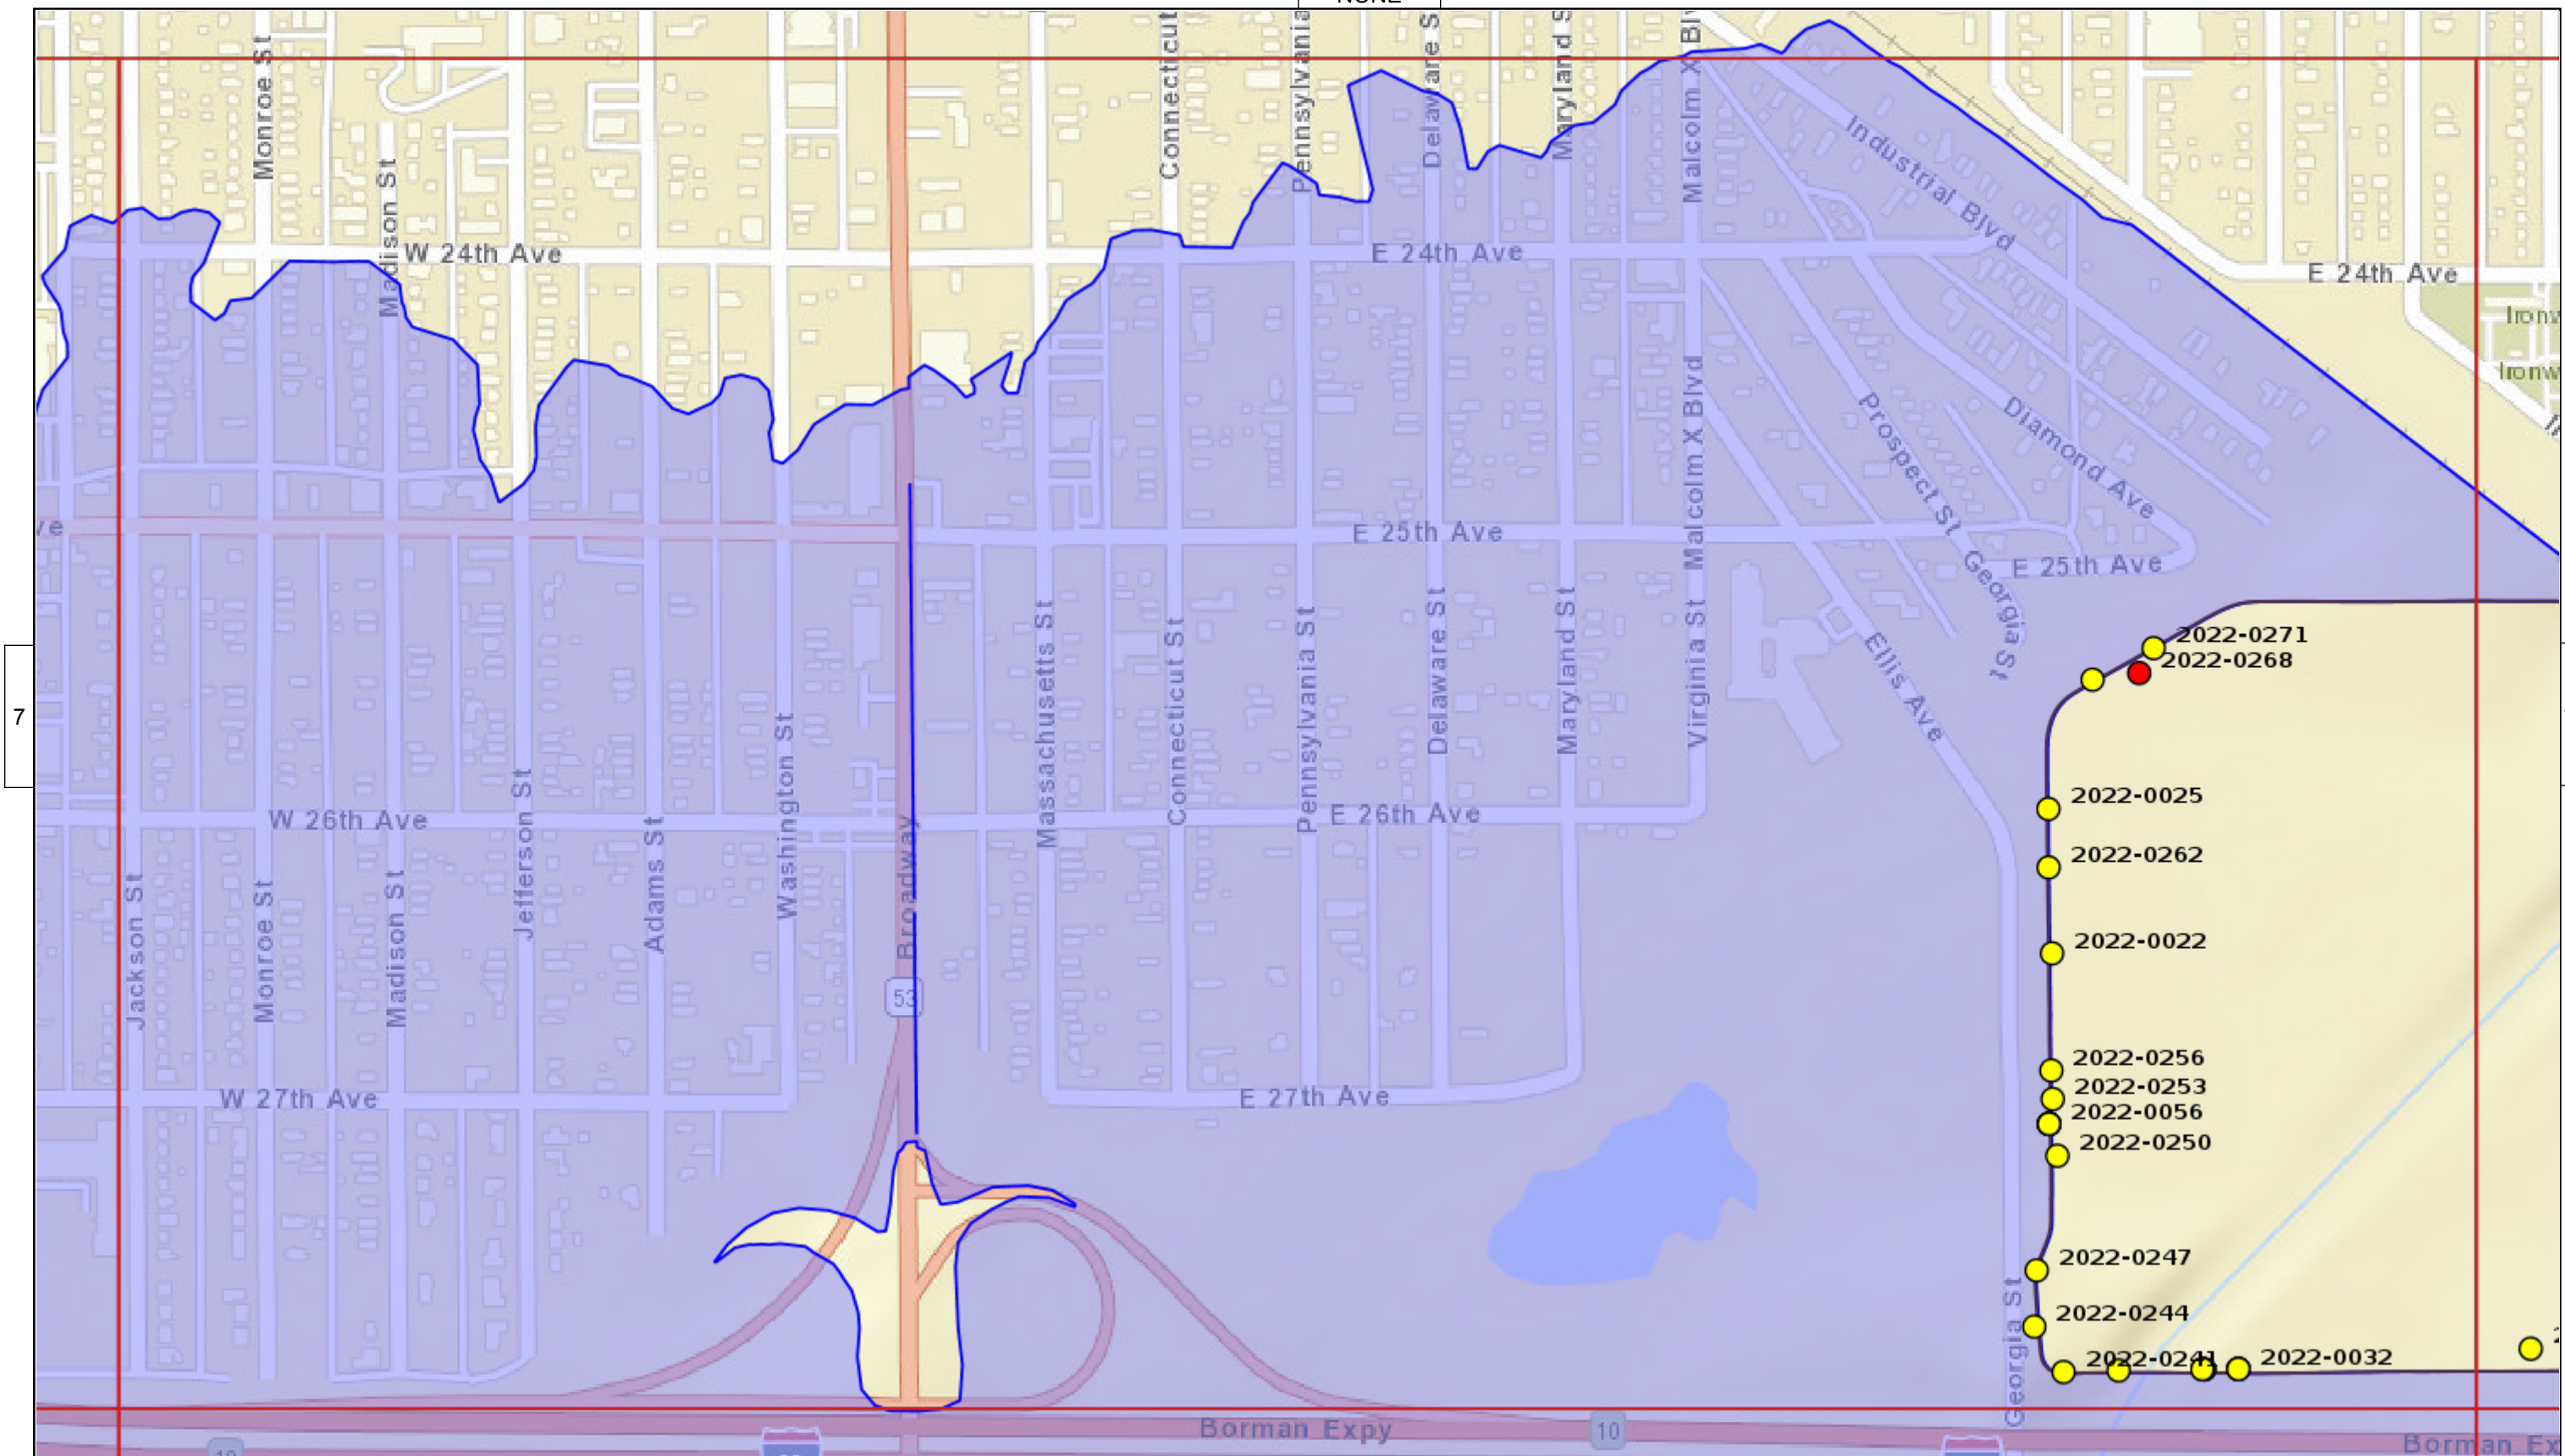 NONE
Monroe St
Madison St
Connecticut
Pennsylvania
Delaware S
Maryland S
Malcolm X Blv
Industrial Blvd
W 24th Ave
E 24th Ave
E 24th Ave
Ironw
Ironw
Prospect St
Diamond Ave
Malcolm X Blvd
ve
E 25th Ave
E 25th Ave
Georgia St
7
Massachusetts St
Connecticut St
Pennsylvania St
Delaware St
Maryland St
Virginia St
Ellis Ave
2022-0271
2022-0268
2022-0025
2022-0262
2022-0022
2022-0256
2022-0253
2022-0056
2022-0250
2022-0247
2022-0244
2022-0241
2022-0032
W 26th Ave
E 26th Ave
Jackson St
Monroe St
Madison St
Jefferson St
Adams St
Washington St
Broadway
53
W 27th Ave
E 27th Ave
Georgia St
Borman Expy
10
Borman Ex